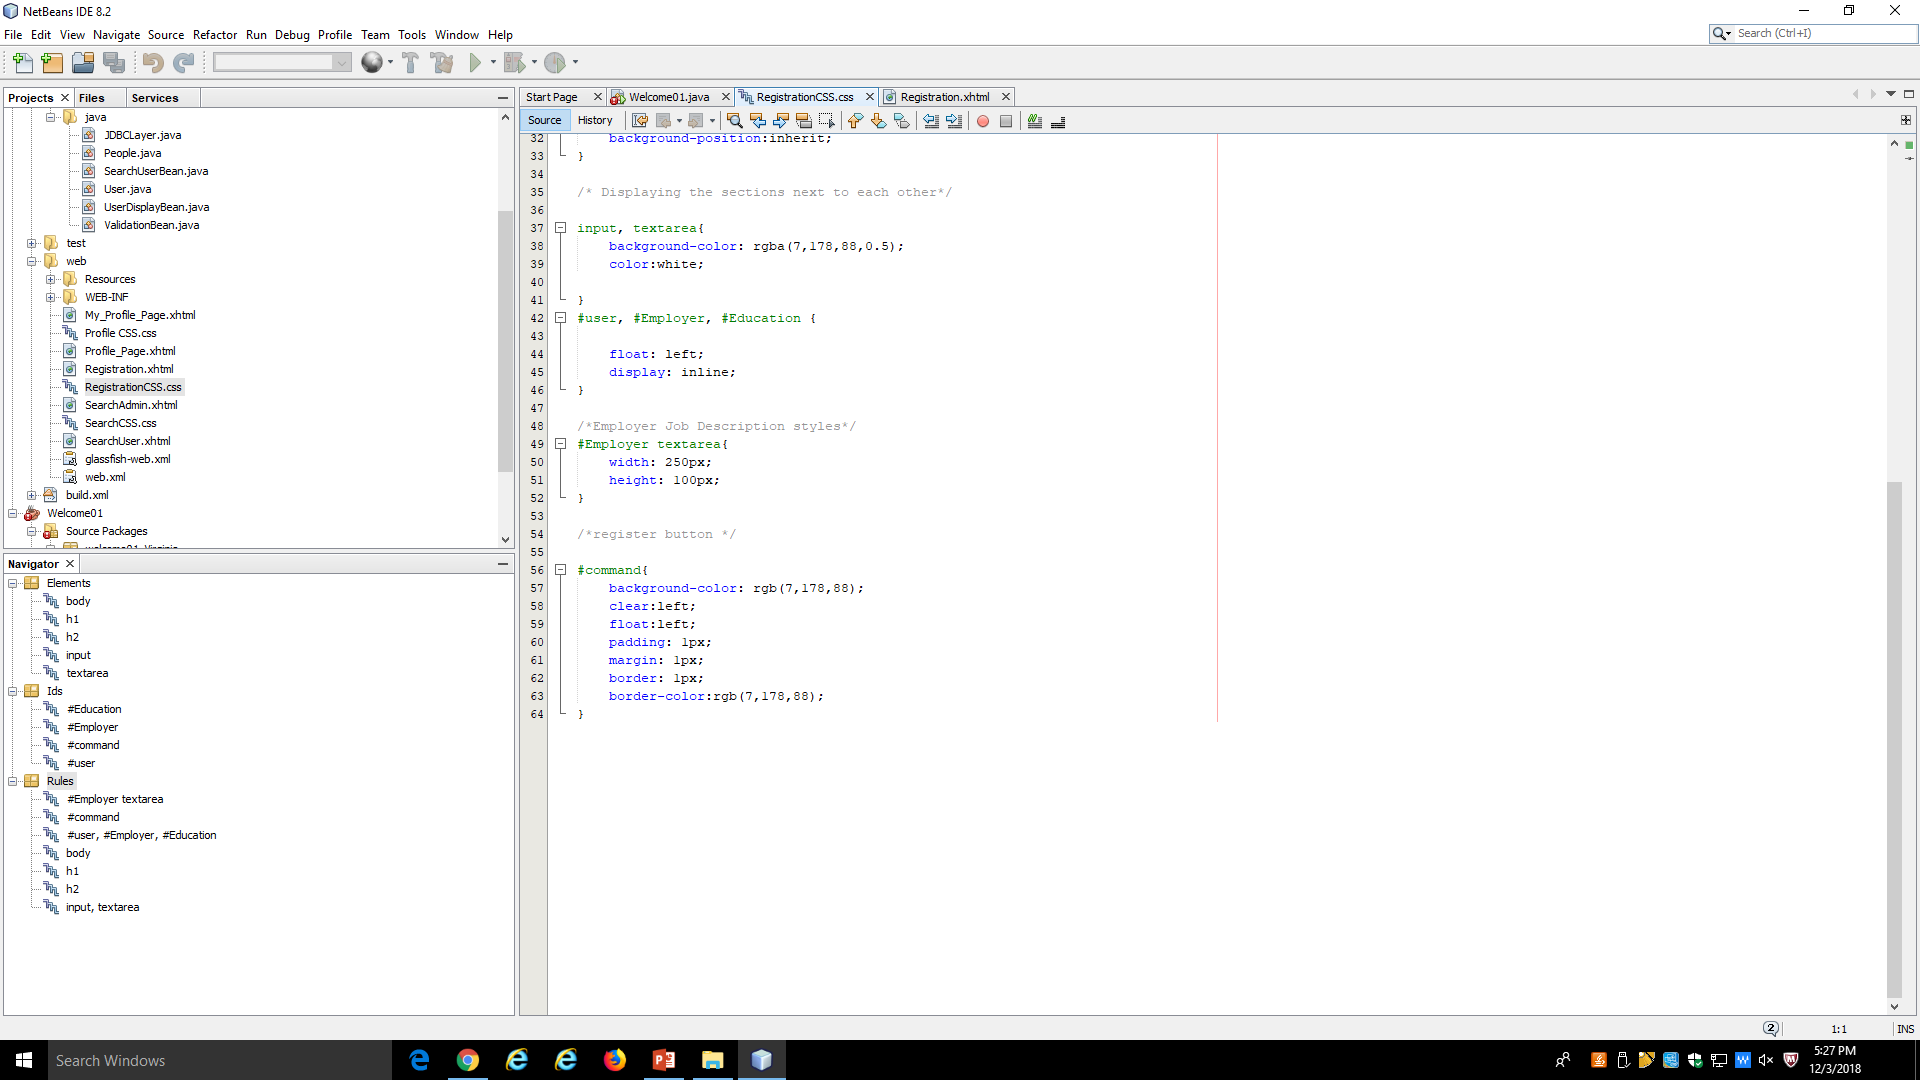 NetBeans IDE 8.2
File Edit View Navigate Source Refactor Run Debug Profile Team Tools Window Help
Search (Ctrl+I)
Projects Files Services
java
JDBCLayer.java
People.java
SearchUserBean.java
User.java
UserDisplayBean.java
ValidationBean.java
test
web
Resources
WEB-INF
My_Profile_Page.xhtml
Profile CSS.css
Profile_Page.xhtml
Registration.xhtml
RegistrationCSS.css
SearchAdmin.xhtml
SearchCSS.css
SearchUser.xhtml
glassfish-web.xml
web.xml
build.xml
Welcome01
Source Packages
Navigator
Elements
body
h1
h2
input
textarea
Ids
#Education
#Employer
#command
#user
Rules
#Employer textarea
#command
#user, #Employer, #Education
body
h1
h2
input, textarea
Start Page Welcome01.java RegistrationCSS.css Registration.xhtml
Source History
32 background-position:inherit;
33 }
34
35 /* Displaying the sections next to each other*/
36
37 input, textarea{
38 background-color: rgba(7,178,88,0.5);
39 color:white;
40
41 }
42 #user, #Employer, #Education {
43
44 float: left;
45 display: inline;
46 }
47
48 /*Employer Job Description styles*/
49 #Employer textarea{
50 width: 250px;
51 height: 100px;
52 }
53
54 /*register button */
55
56 #command{
57 background-color: rgb(7,178,88);
58 clear:left;
59 float:left;
60 padding: 1px;
61 margin: 1px;
62 border: 1px;
63 border-color:rgb(7,178,88);
64 }
2 1:1 INS
Search Windows
5:27 PM
12/3/2018